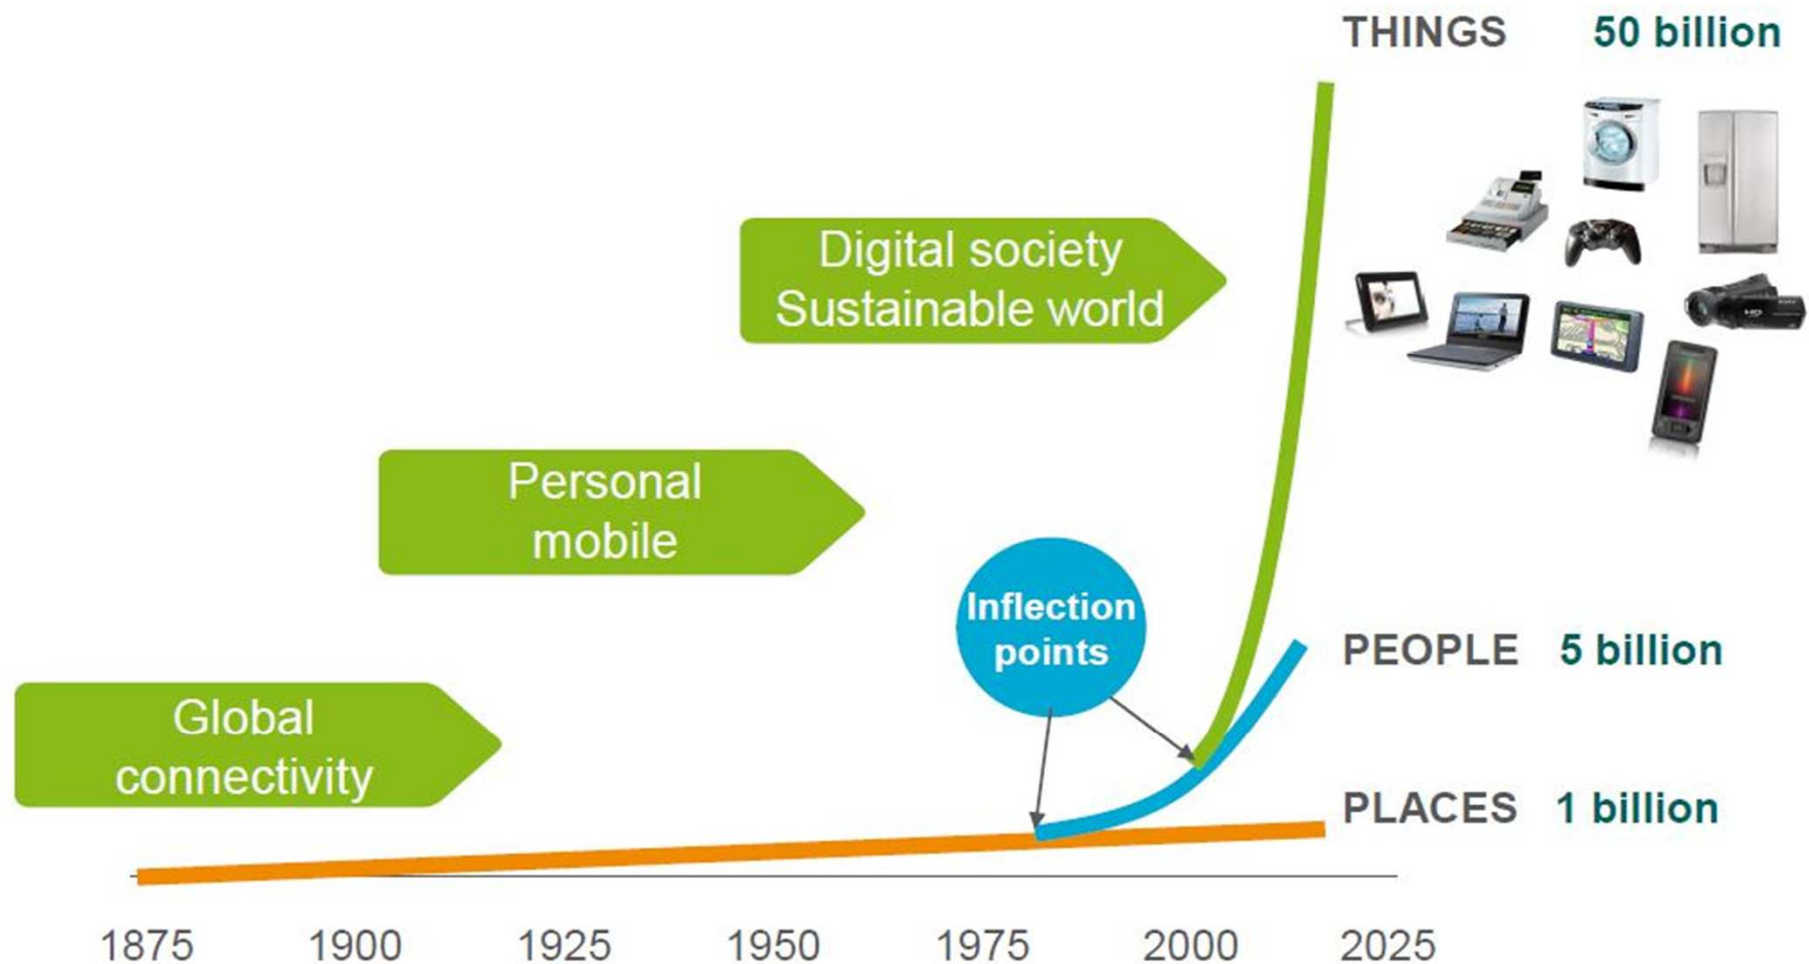 THINGS 50 billion
Digital society
Sustainable world
Personal
mobile
Inflection
points
PEOPLE 5 billion
Global
connectivity
PLACES 1 billion
1875 1900 1925 1950 1975 2000 2025